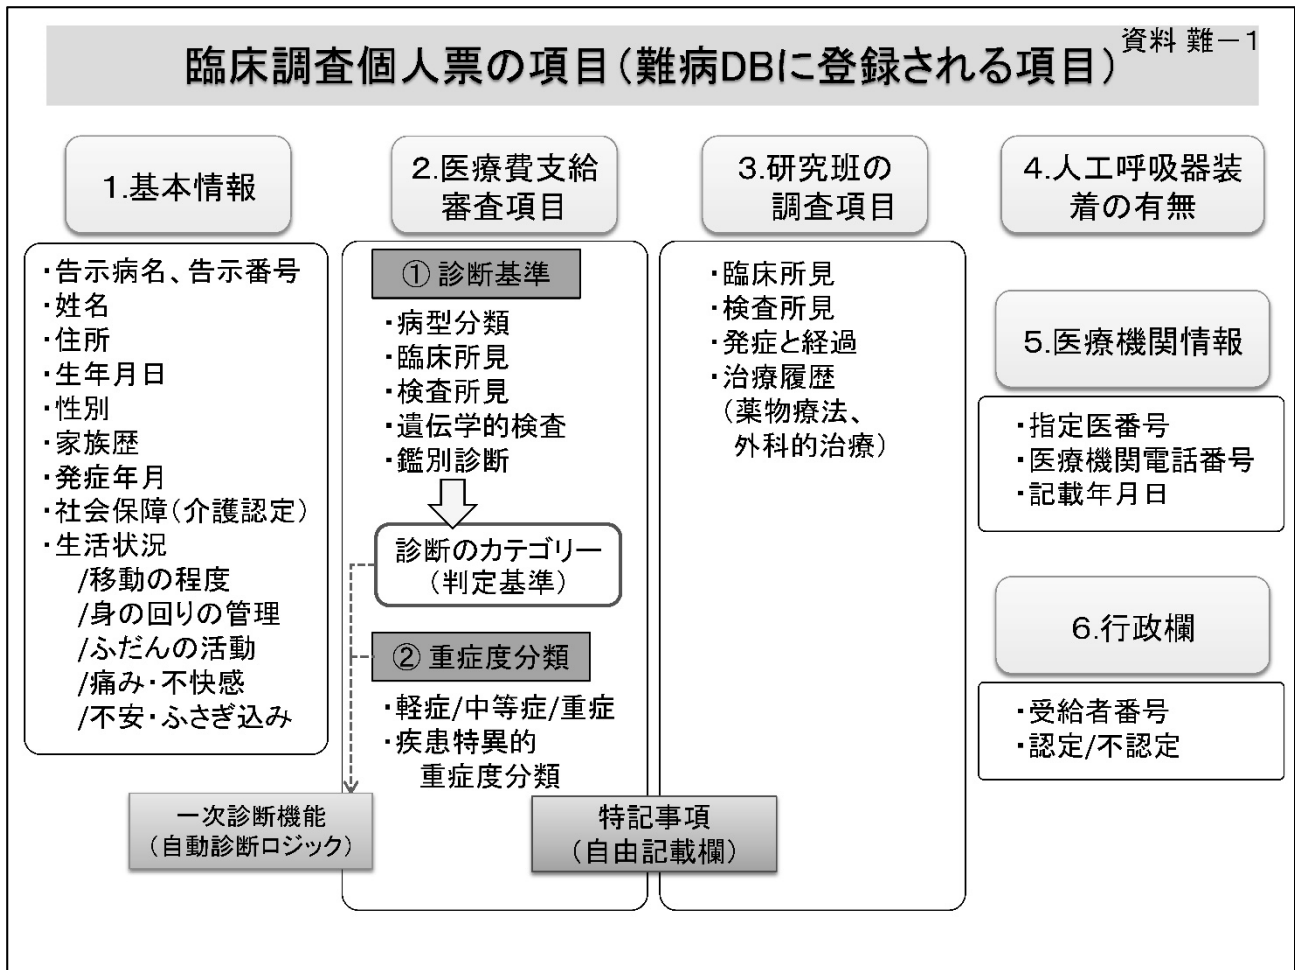 資料 難－1
臨床調査個人票の項目（難病DBに登録される項目）
1.基本情報
・告示病名、告示番号
・姓名
・住所
・生年月日
・性別
・家族歴
・発症年月
・社会保障（介護認定）
・生活状況
/移動の程度
/身の回りの管理
/ふだんの活動
/痛み・不快感
/不安・ふさぎ込み
2.医療費支給
審査項目
① 診断基準
・病型分類
・臨床所見
・検査所見
・遺伝学的検査
・鑑別診断
診断のカテゴリー
（判定基準）
② 重症度分類
・軽症/中等症/重症
・疾患特異的
重症度分類
一次診断機能
（自動診断ロジック）
特記事項
（自由記載欄）
3.研究班の
調査項目
・臨床所見
・検査所見
・発症と経過
・治療履歴
（薬物療法、
外科的治療）
4.人工呼吸器装
着の有無
5.医療機関情報
・指定医番号
・医療機関電話番号
・記載年月日
6.行政欄
・受給者番号
・認定/不認定